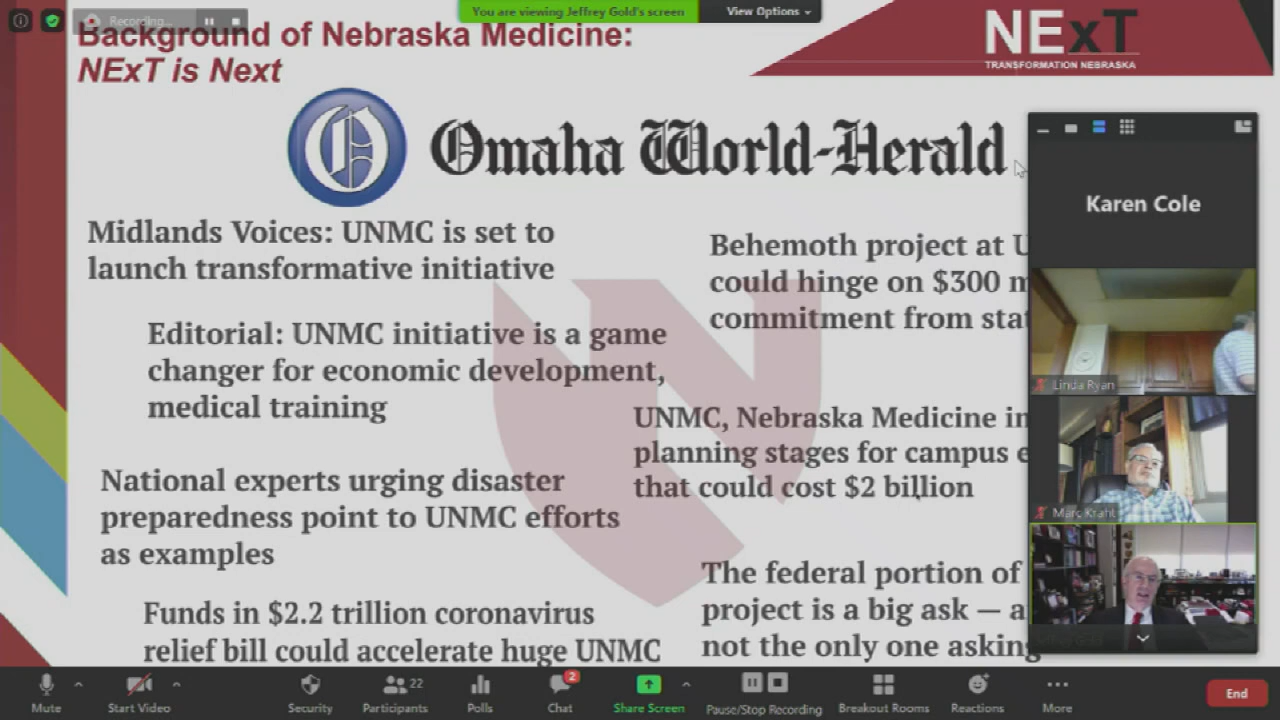 Recording...
You are viewing Jeffrey Gold's screen
View Options
Background of Nebraska Medicine:
NExT is Next
NExT
TRANSFORMATION NEBRASKA
O
Omaha World-Herald
Midlands Voices: UNMC is set to
launch transformative initiative
Editorial: UNMC initiative is a game
changer for economic development,
medical training
National experts urging disaster
preparedness point to UNMC efforts
as examples
Funds in $2.2 trillion coronavirus
relief bill could accelerate huge UNMC
Behemoth project at U
could hinge on $300 m
commitment from stat
UNMC, Nebraska Medicine in
planning stages for campus e
that could cost $2 billion
The federal portion of
project is a big ask — a
not the only one asking
N
Karen Cole
Linda Ryan
Marc Kraft
Mute
Start Video
Security
22
Participants
Polls
2
Chat
Share Screen
Pause/Stop Recording
Breakout Rooms
Reactions
More
End